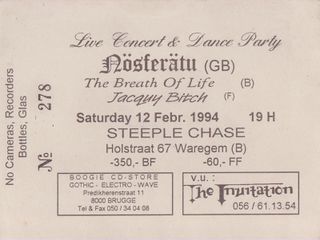 Live Concert & Dance Party
Nösferätu (GB)
The Breath Of Life (B)
Jacquy Bitch (F)
Saturday 12 Febr. 1994 19 H
STEEPLE CHASE
Holstraat 67 Waregem (B)
-350,- BF -60,- FF
No Cameras, Recorders
Bottles, Glas
No 278
BOOGIE CD-STORE
GOTHIC - ELECTRO - WAVE
Predikherenstraat 11
8000 BRUGGE
Tel & Fax 050 / 34 04 08
v.u. :
The Invitation
056 / 61.13.54